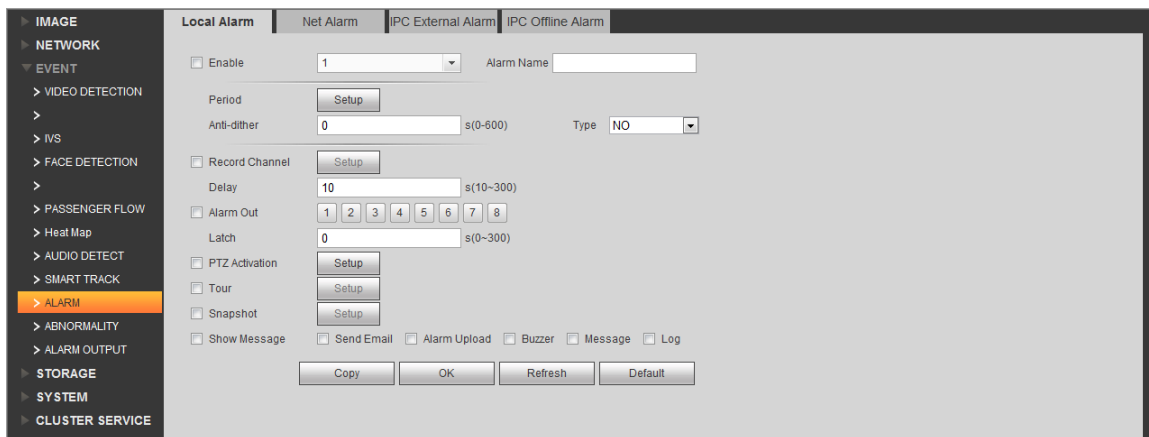 IMAGE
NETWORK
EVENT
> VIDEO DETECTION
>
> IVS
> FACE DETECTION
>
> PASSENGER FLOW
> Heat Map
> AUDIO DETECT
> SMART TRACK
> ALARM
> ABNORMALITY
> ALARM OUTPUT
STORAGE
SYSTEM
CLUSTER SERVICE
Local Alarm Net Alarm IPC External Alarm IPC Offline Alarm
Enable 1 Alarm Name
Period Setup
Anti-dither 0 s(0-600) Type NO
Record Channel Setup
Delay 10 s(10~300)
Alarm Out 1 2 3 4 5 6 7 8
Latch 0 s(0~300)
PTZ Activation Setup
Tour Setup
Snapshot Setup
Show Message Send Email Alarm Upload Buzzer Message Log
Copy OK Refresh Default